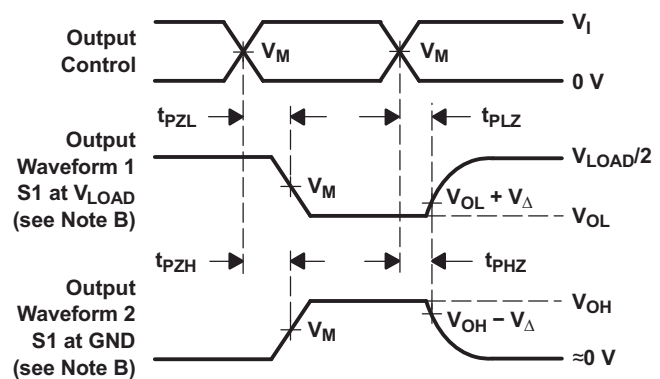 Output
Control
V_M
V_M
V_I
0 V
t_PZL
t_PLZ
Output
Waveform 1
S1 at V_LOAD
(see Note B)
V_M
V_LOAD/2
V_OL + V_Δ
V_OL
t_PZH
t_PHZ
Output
Waveform 2
S1 at GND
(see Note B)
V_M
V_OH
V_OH − V_Δ
≈0 V